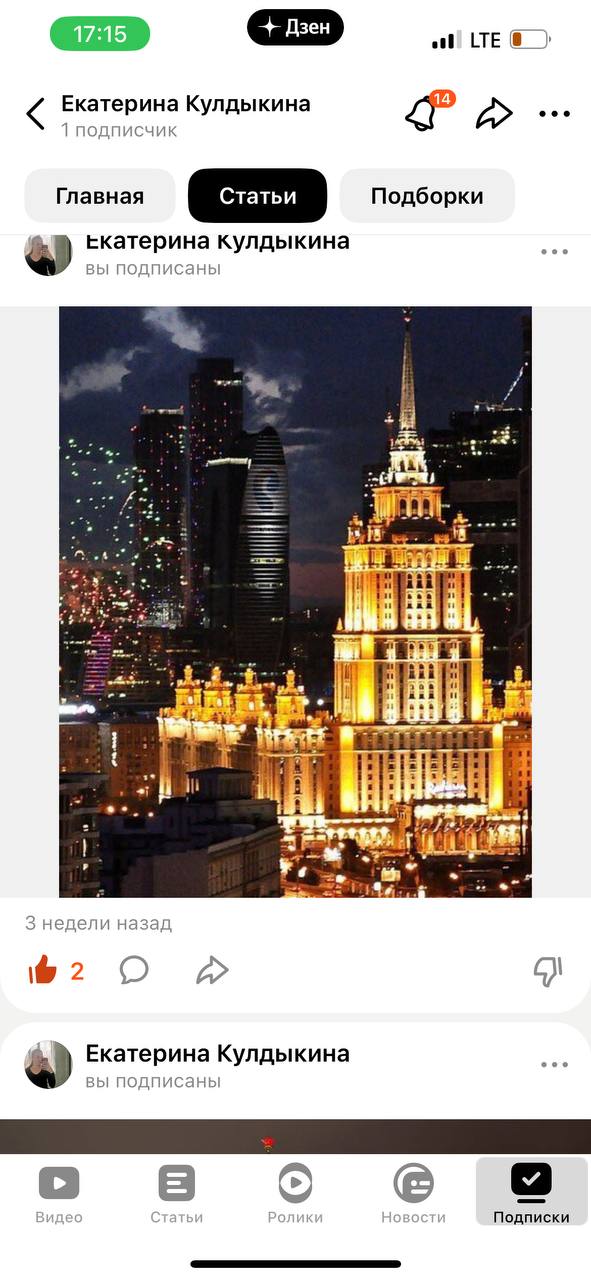 17:15
Дзен
LTE
Екатерина Кулдыкина
1 подписчик
14
Главная
Статьи
Подборки
Екатерина Кулдыкина
вы подписаны
3 недели назад
2
Екатерина Кулдыкина
вы подписаны
Видео
Статьи
Ролики
Новости
Подписки